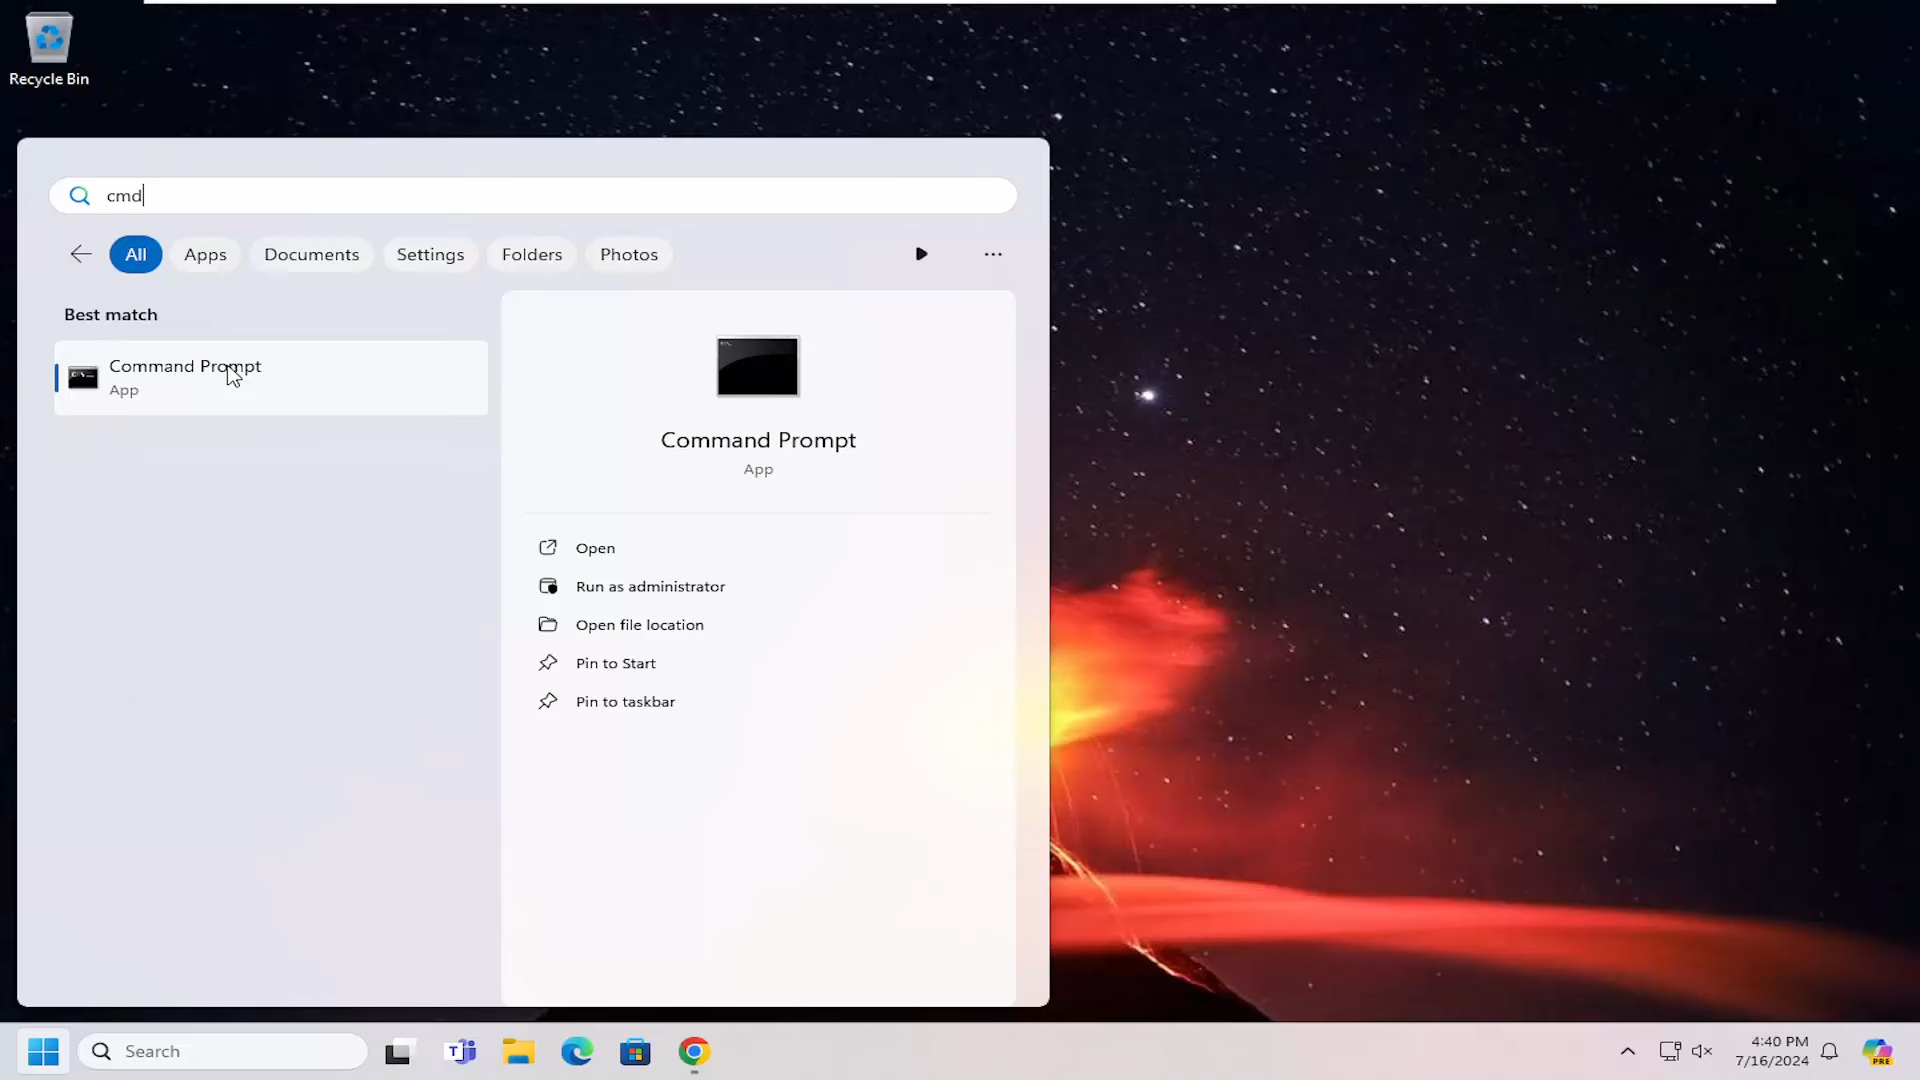 Recycle Bin
cmd
All Apps Documents Settings Folders Photos
Best match
Command Prompt
App
Command Prompt
App
Open
Run as administrator
Open file location
Pin to Start
Pin to taskbar
Search
4:40 PM
7/16/2024
PRE